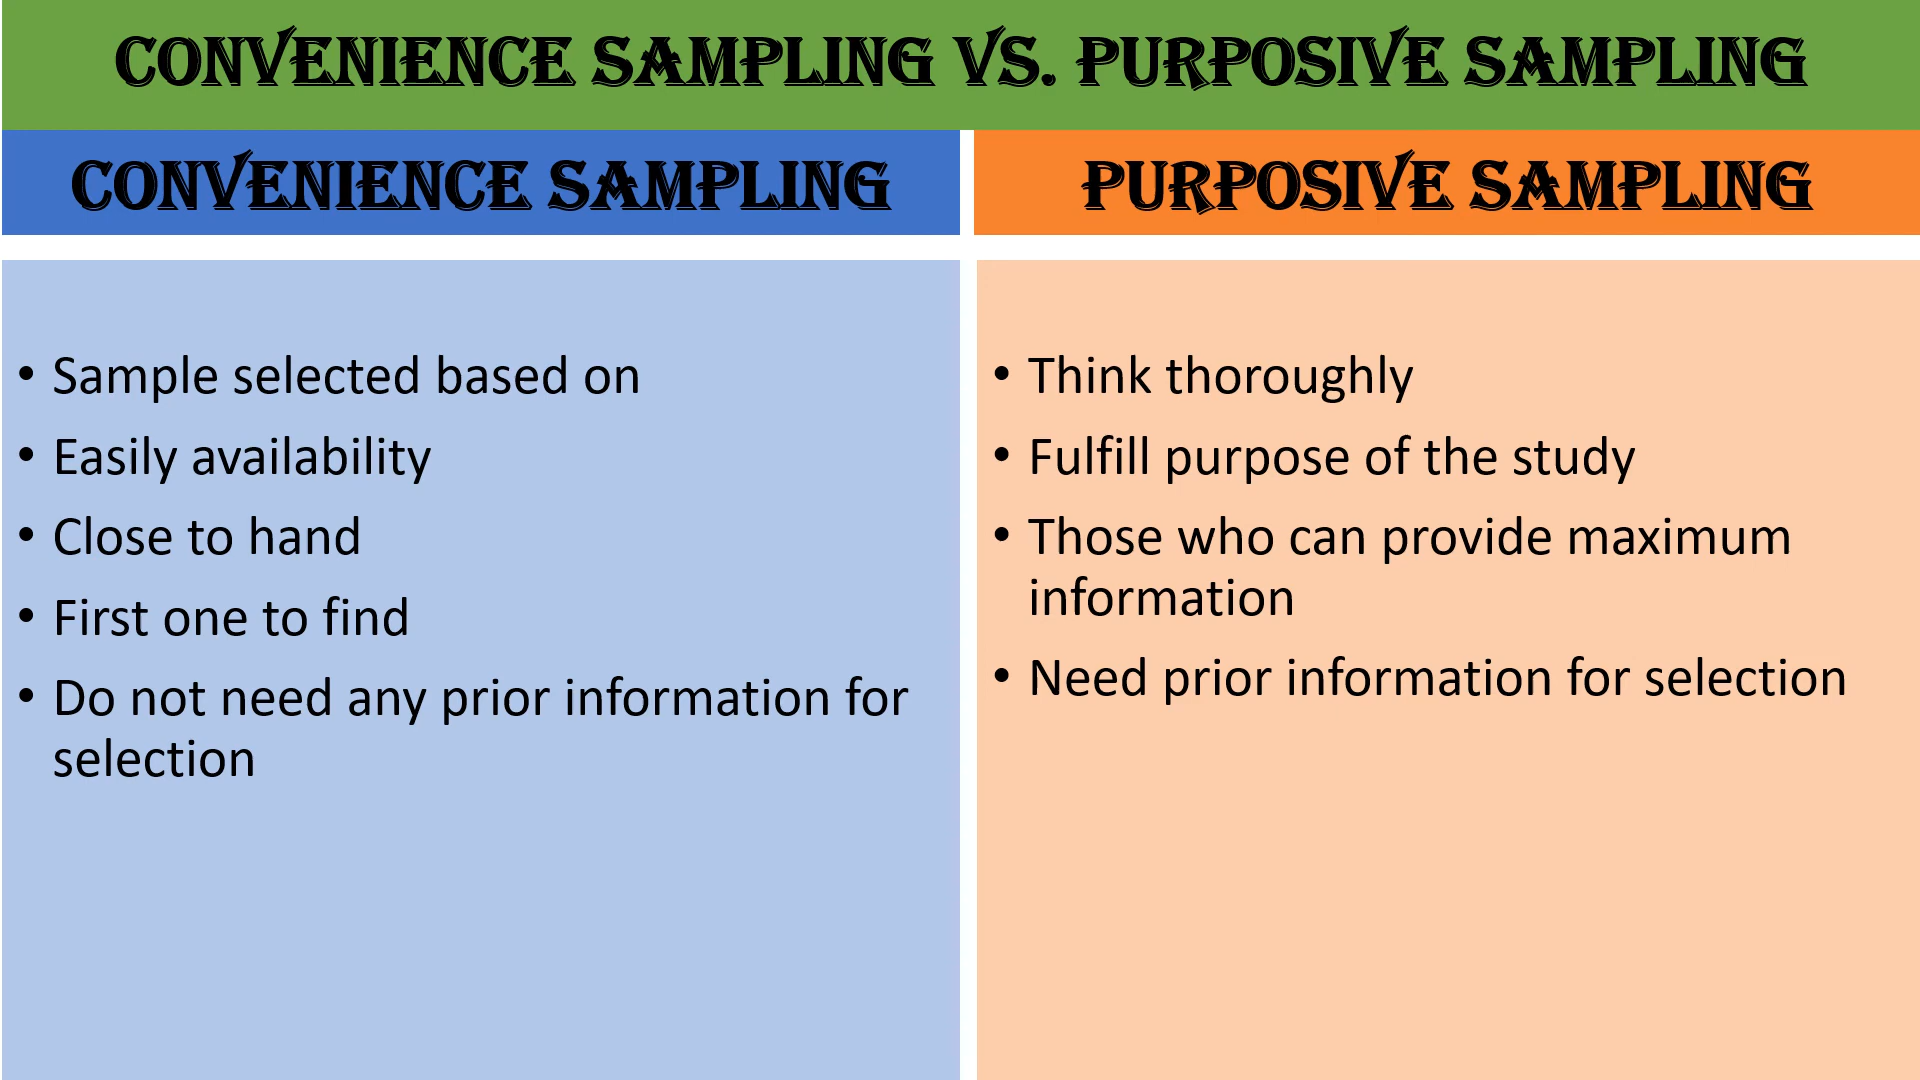 CONVENIENCE SAMPLING VS. PURPOSIVE SAMPLING
CONVENIENCE SAMPLING
• Sample selected based on
• Easily availability
• Close to hand
• First one to find
• Do not need any prior information for
selection
PURPOSIVE SAMPLING
• Think thoroughly
• Fulfill purpose of the study
• Those who can provide maximum
information
• Need prior information for selection